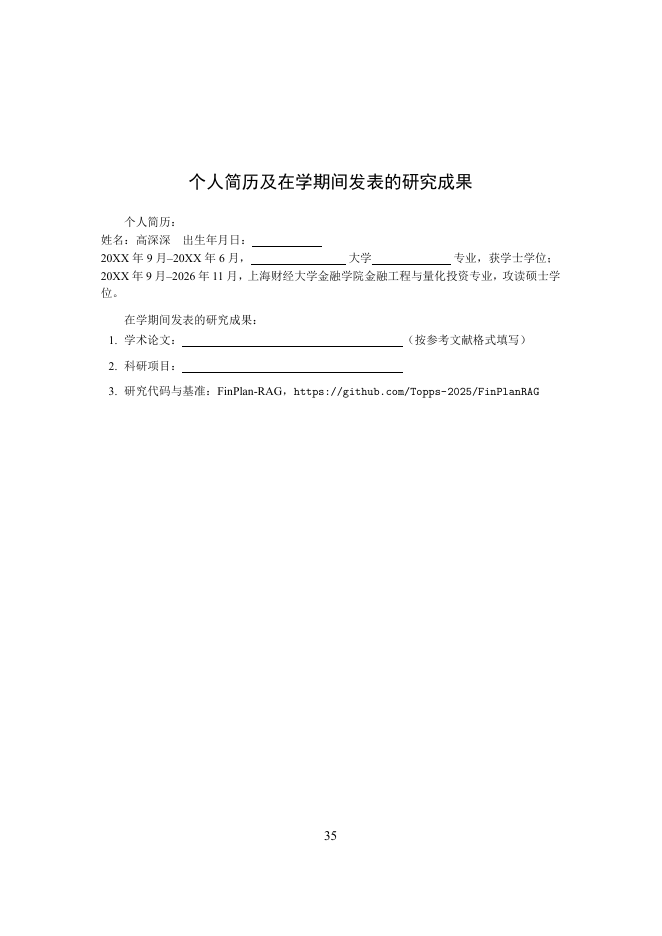 个人简历及在学期间发表的研究成果
个人简历：
姓名：高深深 出生年月日：
20XX 年 9 月–20XX 年 6 月， 大学 专业，获学士学位；
20XX 年 9 月–2026 年 11 月，上海财经大学金融学院金融工程与量化投资专业，攻读硕士学
位。
在学期间发表的研究成果：
1. 学术论文： （按参考文献格式填写）
2. 科研项目：
3. 研究代码与基准：FinPlan-RAG，https://github.com/Topps-2025/FinPlanRAG
35